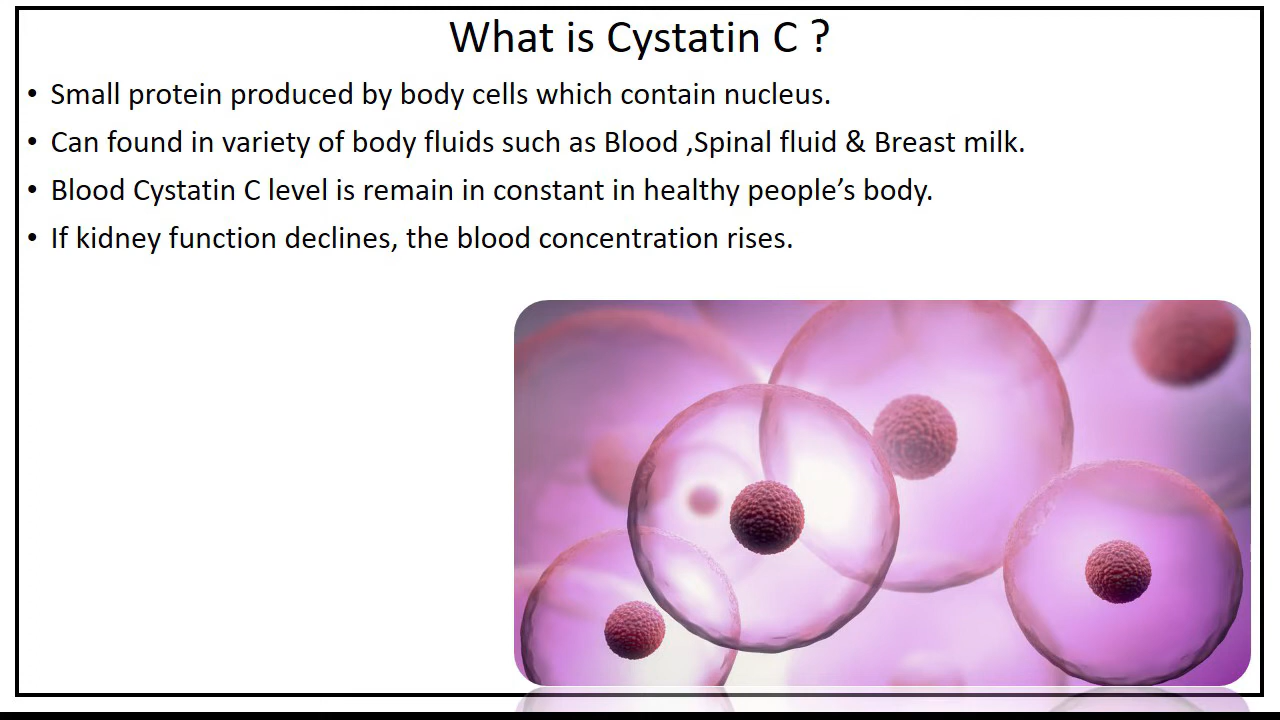 What is Cystatin C ?
• Small protein produced by body cells which contain nucleus.
• Can found in variety of body fluids such as Blood ,Spinal fluid & Breast milk.
• Blood Cystatin C level is remain in constant in healthy people’s body.
• If kidney function declines, the blood concentration rises.